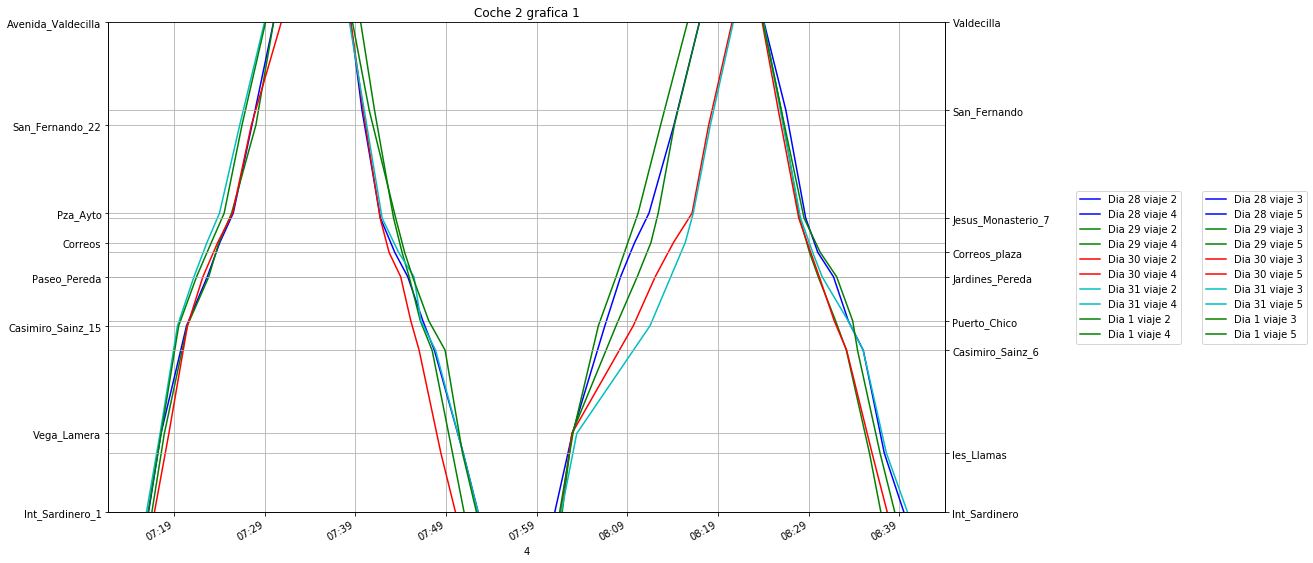 Coche 2 grafica 1
Avenida_Valdecilla
San_Fernando_22
Pza_Ayto
Correos
Paseo_Pereda
Casimiro_Sainz_15
Vega_Lamera
Int_Sardinero_1
Valdecilla
San_Fernando
Jesus_Monasterio_7
Correos_plaza
Jardines_Pereda
Puerto_Chico
Casimiro_Sainz_6
Ies_Llamas
Int_Sardinero
07:19
07:29
07:39
07:49
07:59
08:09
08:19
08:29
08:39
4
Dia 28 viaje 2
Dia 28 viaje 4
Dia 29 viaje 2
Dia 29 viaje 4
Dia 30 viaje 2
Dia 30 viaje 4
Dia 31 viaje 2
Dia 31 viaje 4
Dia 1 viaje 2
Dia 1 viaje 4
Dia 28 viaje 3
Dia 28 viaje 5
Dia 29 viaje 3
Dia 29 viaje 5
Dia 30 viaje 3
Dia 30 viaje 5
Dia 31 viaje 3
Dia 31 viaje 5
Dia 1 viaje 3
Dia 1 viaje 5